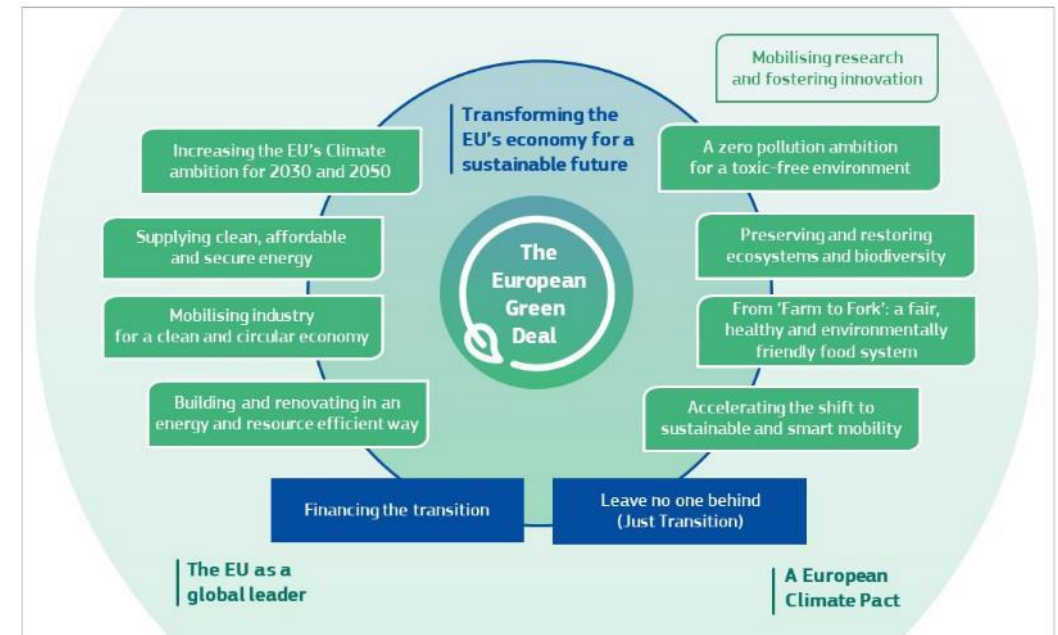 Mobilising research
and fostering innovation
Transforming the
EU's economy for a
sustainable future
Increasing the EU's Climate
ambition for 2030 and 2050
A zero pollution ambition
for a toxic-free environment
Supplying clean, affordable
and secure energy
Preserving and restoring
ecosystems and biodiversity
The
European
Green
Deal
Mobilising industry
for a clean and circular economy
From 'Farm to Fork': a fair,
healthy and environmentally
friendly food system
Building and renovating in an
energy and resource efficient way
Accelerating the shift to
sustainable and smart mobility
Financing the transition
Leave no one behind
(Just Transition)
The EU as a
global leader
A European
Climate Pact